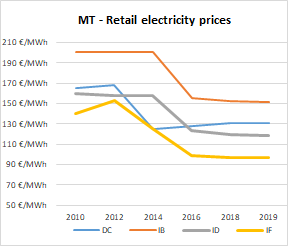 MT - Retail electricity prices
210 €/MWh
190 €/MWh
170 €/MWh
150 €/MWh
130 €/MWh
110 €/MWh
90 €/MWh
70 €/MWh
50 €/MWh
2010 2012 2014 2016 2018 2019
DC IB ID IF